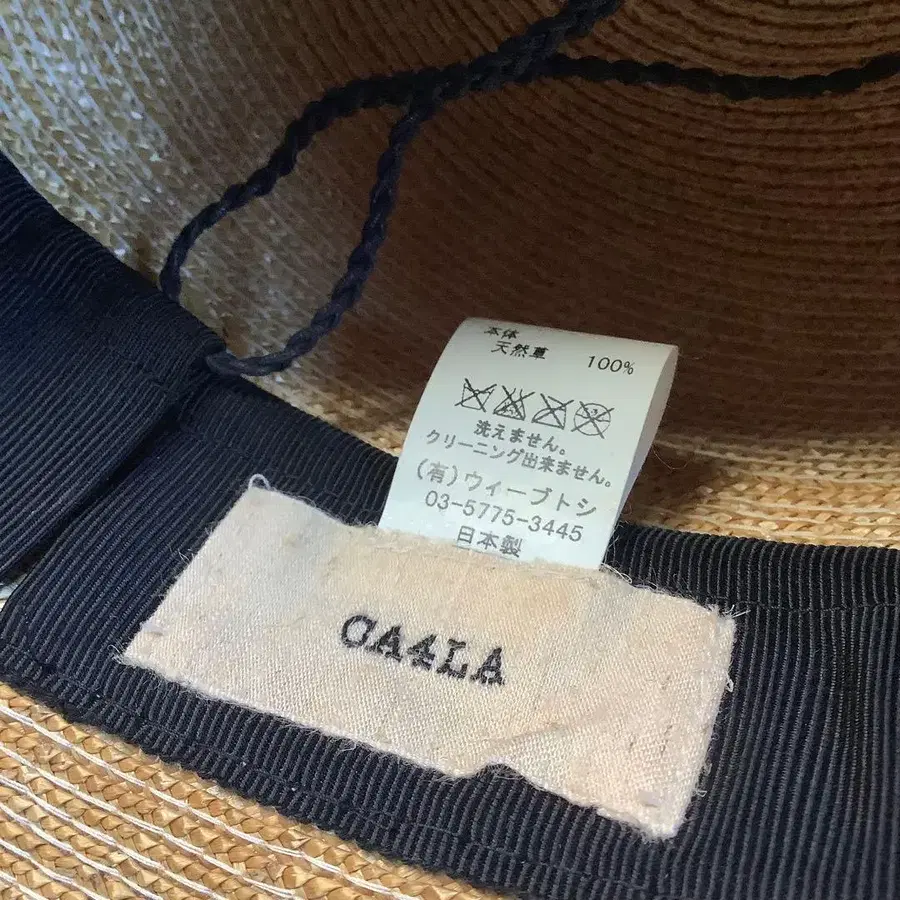 本体
天然草 100%
洗えません。
クリーニング出来ません。
(有)ウィーブトシ
03-5775-3445
日本製
CA4LA